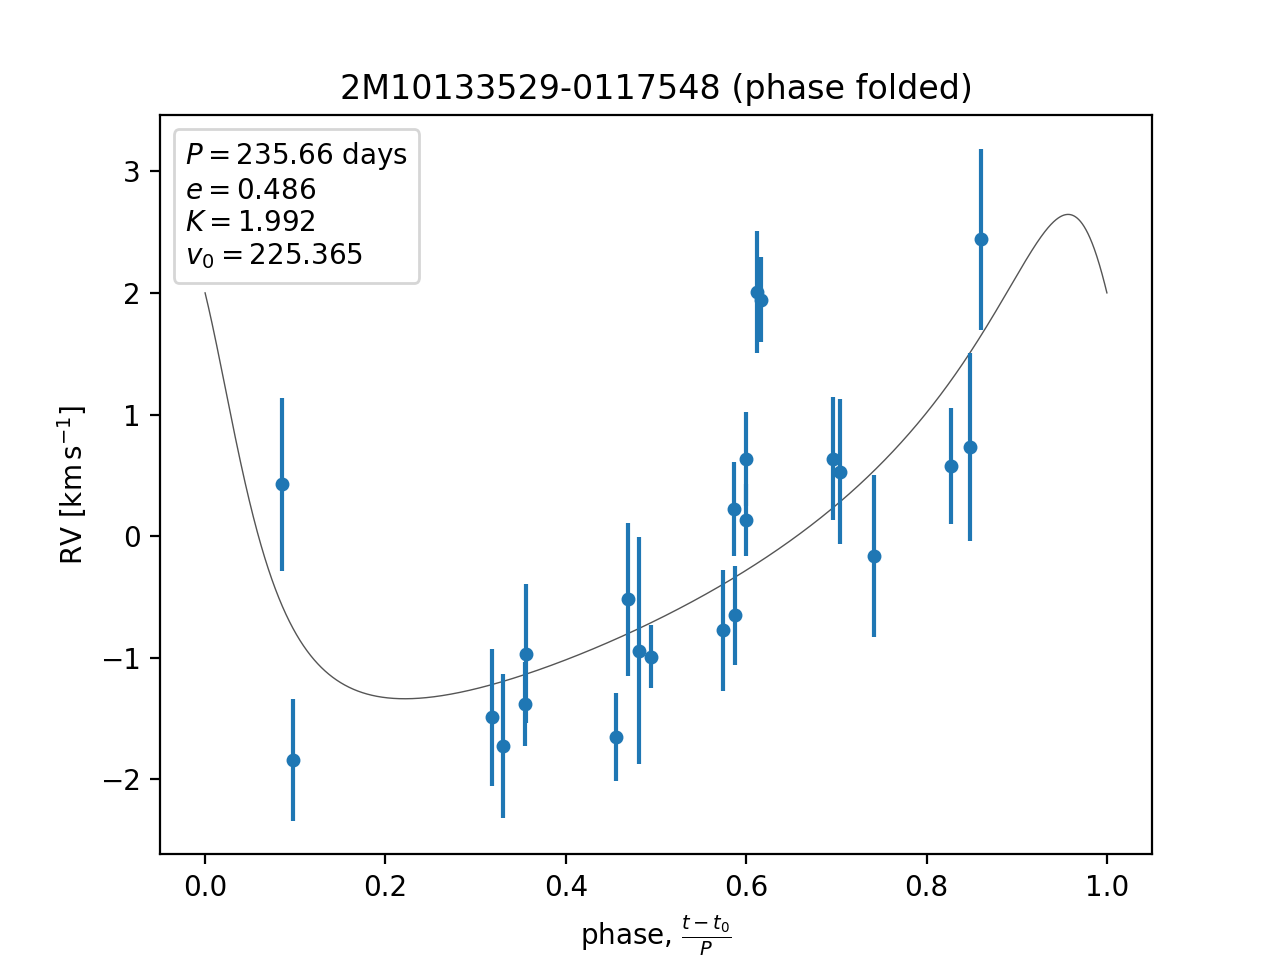 2M10133529-0117548 (phase folded)
P = 235.66 days
e = 0.486
K = 1.992
v₀ = 225.365
3
2
1
0
−1
−2
RV [km s⁻¹]
0.0 0.2 0.4 0.6 0.8 1.0
phase, (t − t₀)/P